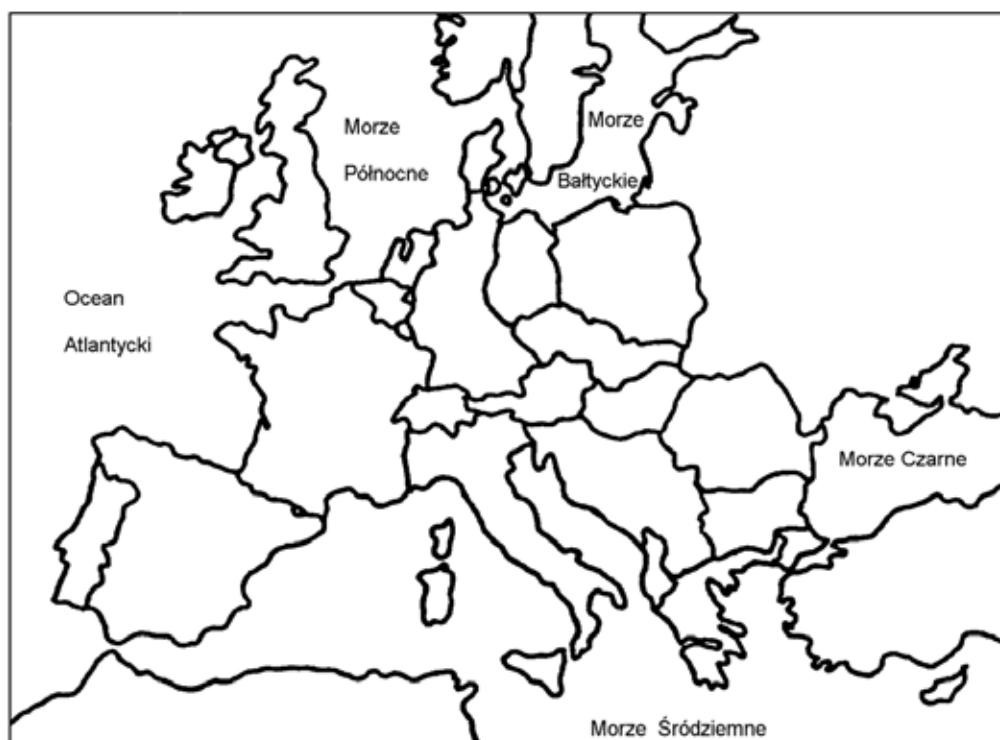 Morze
Północne
Morze
Bałtyckie
Ocean
Atlantycki
Morze Czarne
Morze Śródziemne